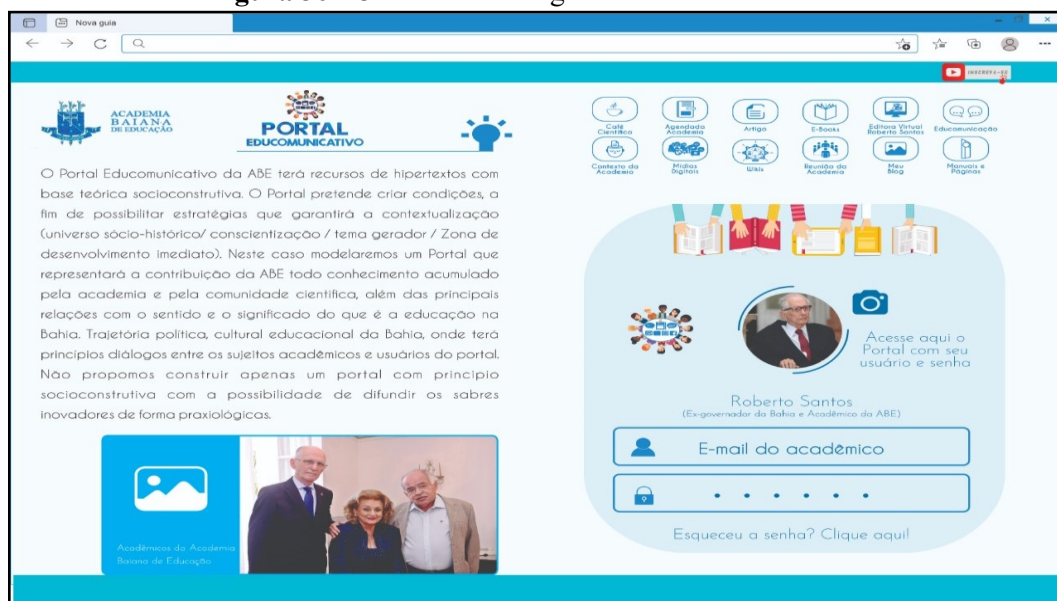 Nova guia
INSCREVA-SE
ACADEMIA
BAIANA
DE EDUCAÇÃO
PORTAL
EDUCOMUNICATIVO
O Portal Educomunicativo da ABE terá recursos de hipertextos com
base teórica socioconstrutiva. O Portal pretende criar condições, a
fim de possibilitar estratégias que garantirá a contextualização
(universo sócio-histórico/ conscientização / tema gerador / Zona de
desenvolvimento imediato). Neste caso modelaremos um Portal que
representará a contribuição da ABE todo conhecimento acumulado
pela academia e pela comunidade científica, além das principais
relações com o sentido e o significado do que é a educação na
Bahia. Trajetória política, cultural educacional da Bahia, onde terá
princípios diálogos entre os sujeitos acadêmicos e usuários do portal.
Não propomos construir apenas um portal com princípio
socioconstrutiva com a possibilidade de difundir os sabres
inovadores de forma praxiológicas.
Acadêmicos da Academia
Baiana de Educação
Café
Científico
Agendada
Academia
Artigo
E-Books
Editora Virtual
Roberto Santos
Educomunicação
Contexto da
Academia
Mídias
Digitais
Wikis
Reunião da
Academia
Meu
Blog
Manuais e
Páginas
Acesse aqui o
Portal com seu
usuário e senha
Roberto Santos
(Ex-governador da Bahia e Acadêmico da ABE)
E-mail do acadêmico
Esqueceu a senha? Clique aqui!